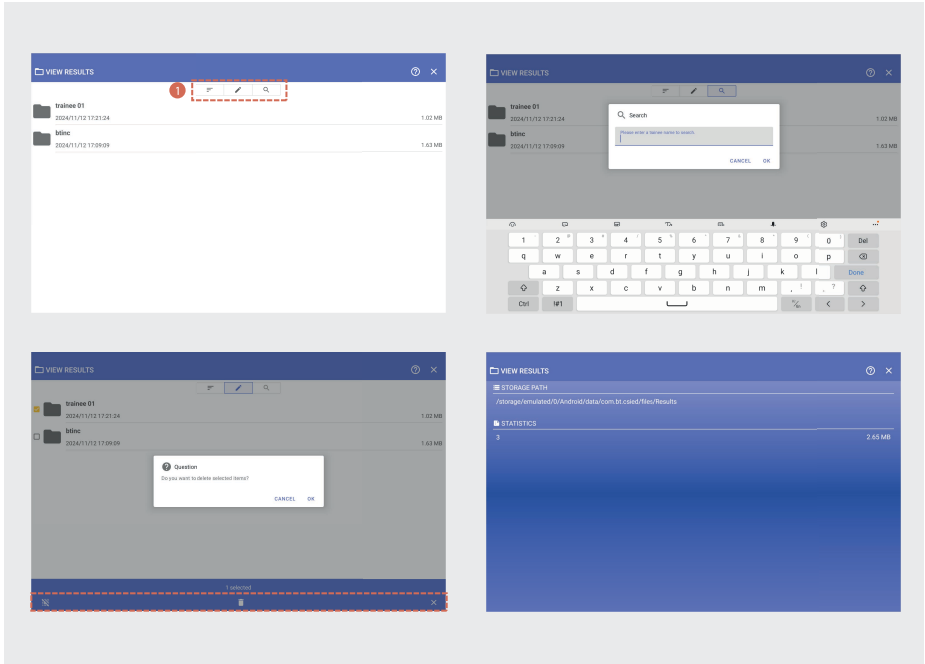 VIEW RESULTS
1
trainee 01
2024/11/12 17:21:24
1.02 MB
btinc
2024/11/12 17:09:09
1.63 MB
VIEW RESULTS
trainee 01
2024/11/12 17:21:24
1.02 MB
btinc
2024/11/12 17:09:09
1.63 MB
Search
Please enter a trainee name to search.
CANCEL OK
1 2 3 4 5 6 7 8 9 0 Del
q w e r t y u i o p
a s d f g h j k l Done
z x c v b n m , ! . ?
Ctrl !#1
VIEW RESULTS
trainee 01
2024/11/12 17:21:24
1.02 MB
btinc
2024/11/12 17:09:09
1.63 MB
Question
Do you want to delete selected items?
CANCEL OK
1 selected
VIEW RESULTS
STORAGE PATH
/storage/emulated/0/Android/data/com.bt.csied/files/Results
STATISTICS
3
2.65 MB